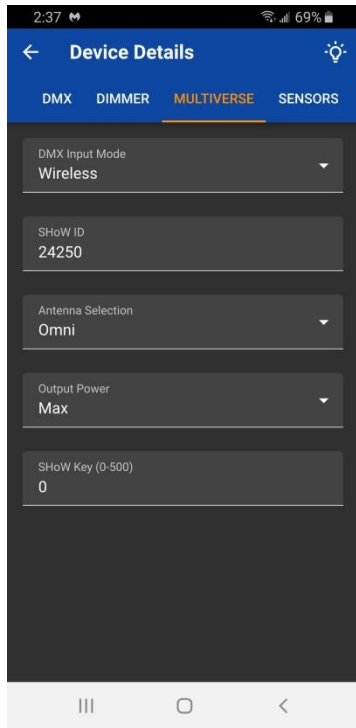 2:37 69%
Device Details
DMX DIMMER MULTIVERSE SENSORS
DMX Input Mode
Wireless
SHoW ID
24250
Antenna Selection
Omni
Output Power
Max
SHoW Key (0-500)
0